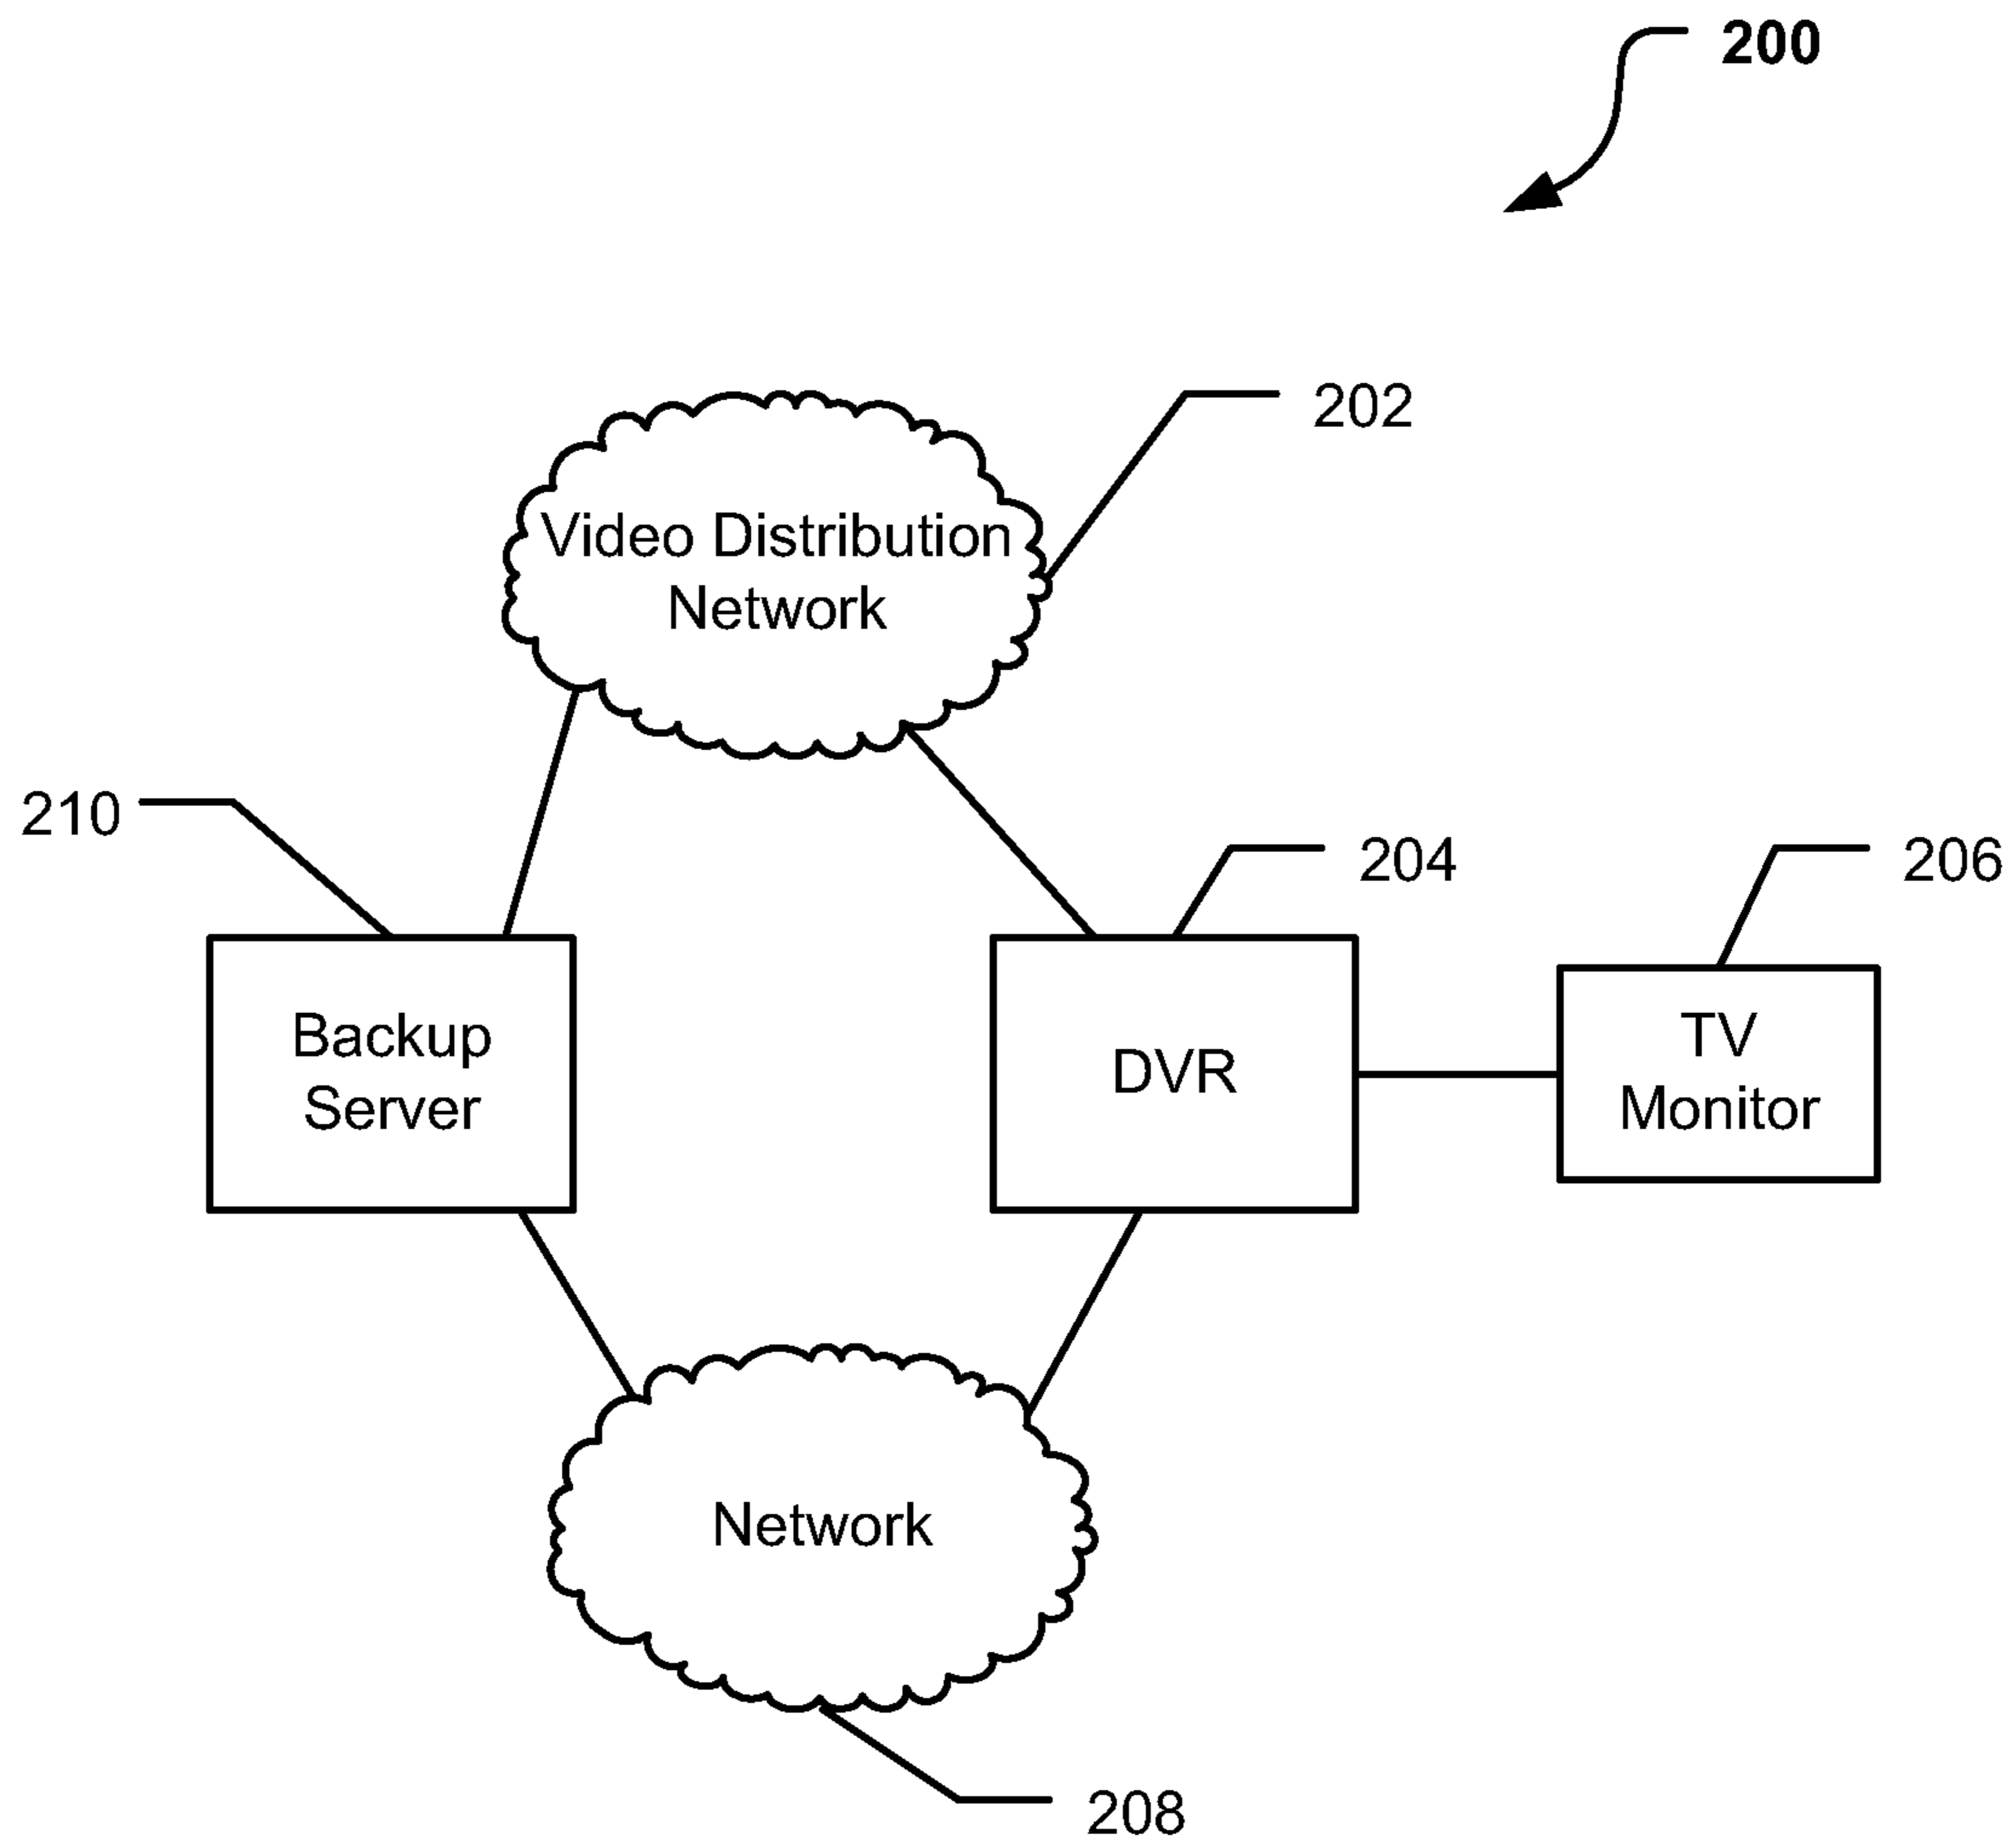 200
202
Video Distribution
Network
210
204
206
Backup
Server
DVR
TV
Monitor
Network
208